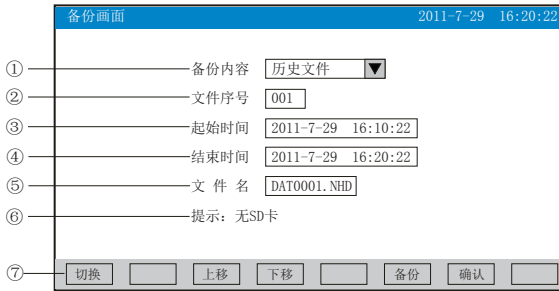 备份画面 2011-7-29 16:20:22
① 备份内容 历史文件
② 文件序号 001
③ 起始时间 2011-7-29 16:10:22
④ 结束时间 2011-7-29 16:20:22
⑤ 文 件 名 DAT0001.NHD
⑥ 提示：无SD卡
⑦ 切换 上移 下移 备份 确认